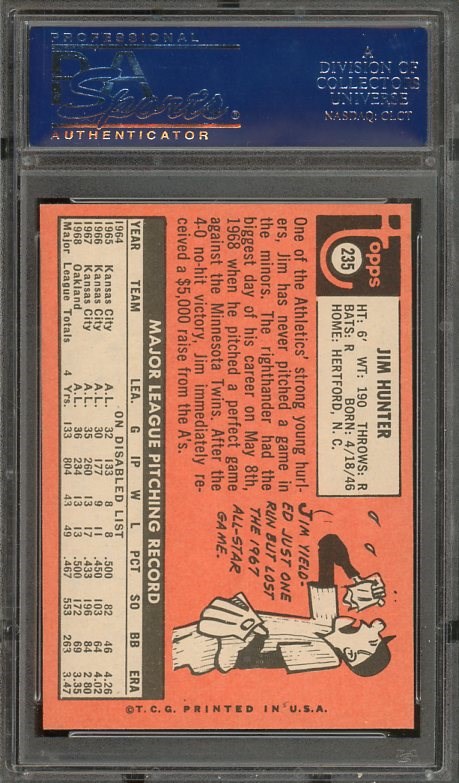 PROFESSIONAL
PSA
Sports
AUTHENTICATOR
A
DIVISION OF
COLLECTORS
UNIVERSE
NASDAQ: CLCT
Topps
235
JIM HUNTER
HT: 6' WT: 190 THROWS: R
BATS: R BORN: 4/18/46
HOME: HERTFORD, N. C.
One of the Athletics' strong young hurl-
ers, Jim has never pitched a game in
the minors. The righthander had the
biggest day of his career on May 8th,
1968 when he pitched a perfect game
against the Minnesota Twins. After the
4-0 no-hit victory, Jim immediately re-
ceived a $5,000 raise from the A's.
JIM YIELD-
ED JUST ONE
RUN BUT LOST
THE 1967
ALL-STAR
GAME.
MAJOR LEAGUE PITCHING RECORD
YEAR TEAM LEA. G IP W L PCT SO BB ERA
1964 ON DISABLED LIST
1965 Kansas City A.L. 32 133 8 8 .500 82 46 4.26
1966 Kansas City A.L. 30 177 9 11 .450 103 64 4.02
1967 Kansas City A.L. 35 260 13 17 .433 196 84 2.80
1968 Oakland A.L. 36 234 13 13 .500 172 69 3.35
Major League Totals 4 Yrs. 133 804 43 49 .467 553 263 3.47
©T.C.G. PRINTED IN U.S.A.